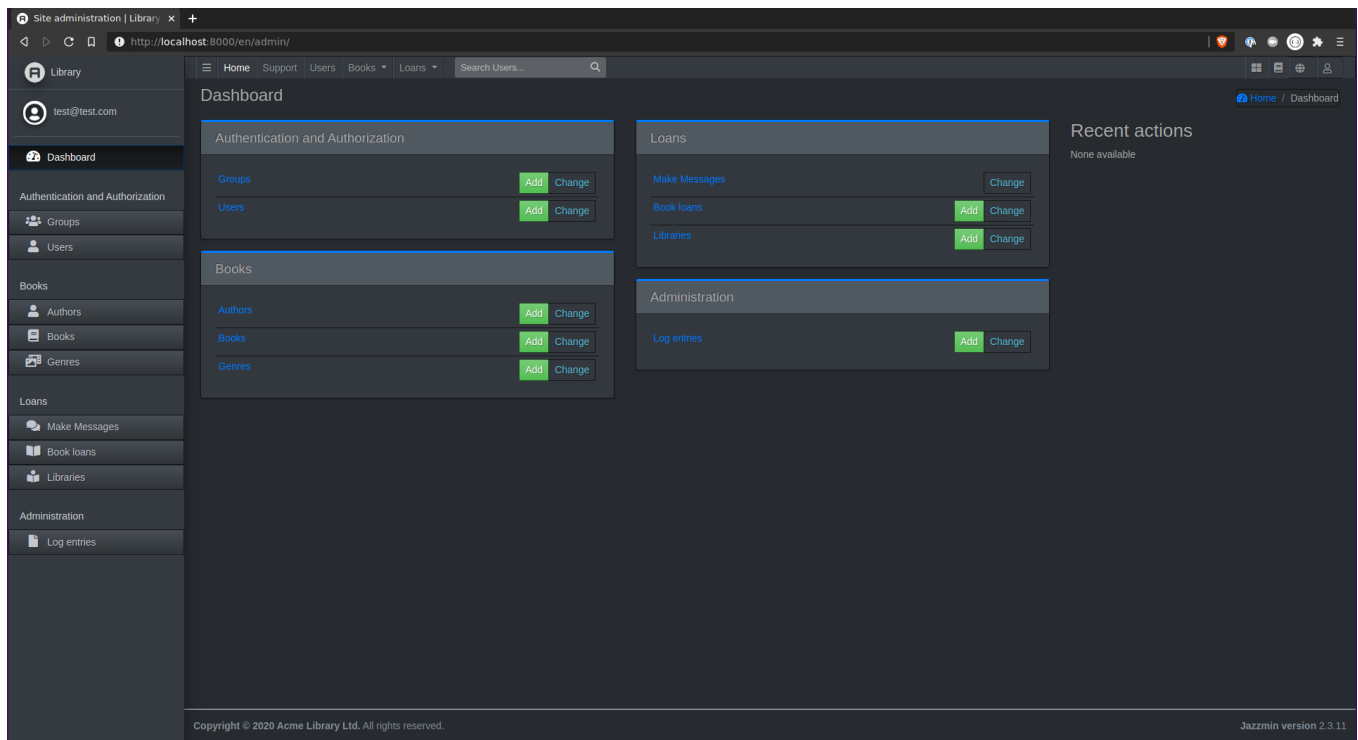 Site administration | Library
http://localhost:8000/en/admin/
Library
Home Support Users Books Loans Search Users...
test@test.com
Dashboard
Home / Dashboard
Dashboard
Authentication and Authorization
Groups
Users
Books
Authors
Books
Genres
Loans
Make Messages
Book loans
Libraries
Administration
Log entries
Authentication and Authorization
Groups Add Change
Users Add Change
Books
Authors Add Change
Books Add Change
Genres Add Change
Loans
Make Messages Change
Book loans Add Change
Libraries Add Change
Administration
Log entries Add Change
Recent actions
None available
Copyright © 2020 Acme Library Ltd. All rights reserved.
Jazzmin version 2.3.11